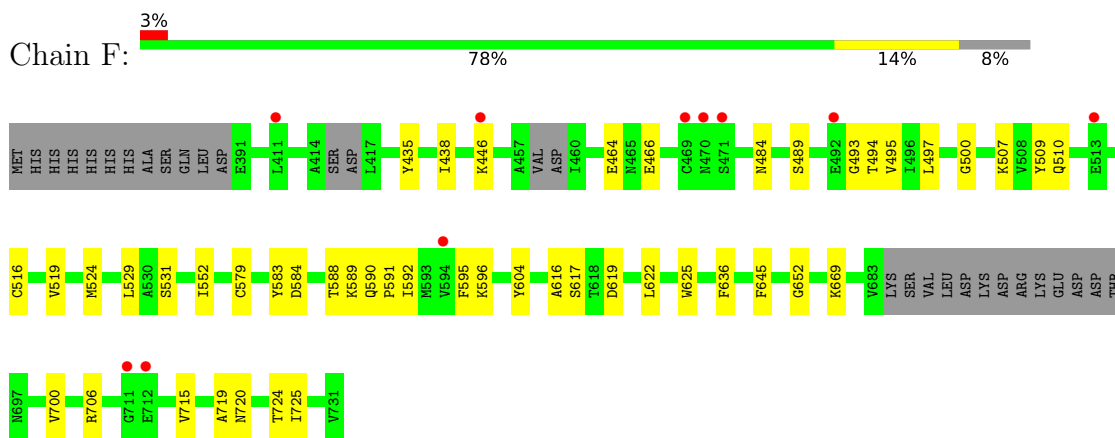 3%
Chain F:
78% 14% 8%
MET HIS HIS HIS HIS HIS HIS ALA SER GLN LEU ASP E391 L411 A414 SER ASP L417 Y435 I438 K446 A457 VAL ASP I460 E464 N465 E466 C469 N470 S471 N484 S489 E492 G493 T494 V495 I496 L497 G500 K507 V508 Y509 Q510 E513
C516 V519 M524 L529 A530 S531 I552 C579 Y583 D584 T588 K589 Q590 P591 I592 M593 V594 F595 K596 Y604 A616 S617 T618 D619 L622 W625 F636 F645 G652 K669 V683 LYS SER VAL LEU ASP LYS ASP ARG LYS GLU ASP ASP THR
N697 V700 R706 G711 E712 V715 A719 N720 T724 I725 V731